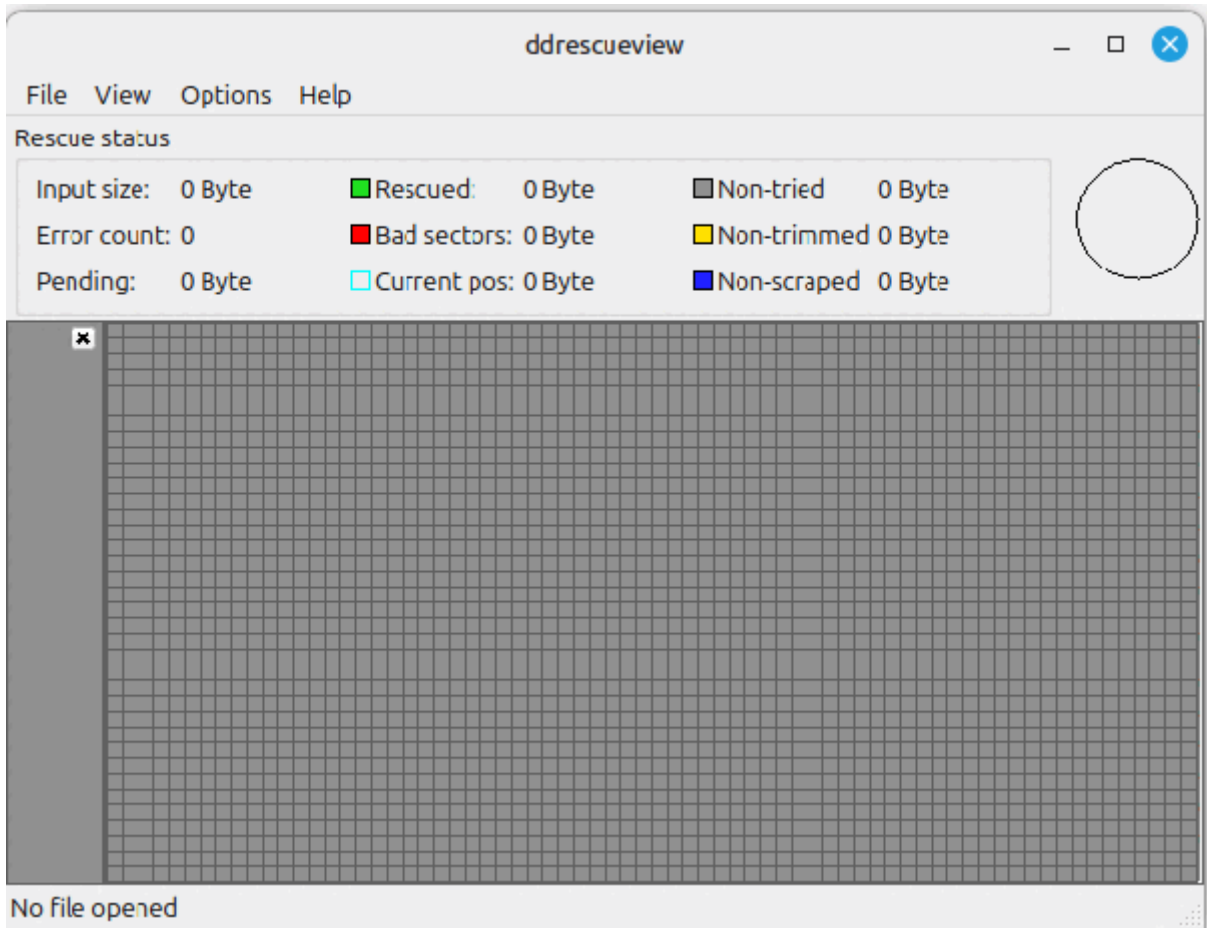 ddrescueview
File View Options Help
Rescue status
Input size: 0 Byte Rescued: 0 Byte Non-tried 0 Byte
Error count: 0 Bad sectors: 0 Byte Non-trimmed 0 Byte
Pending: 0 Byte Current pos: 0 Byte Non-scraped 0 Byte
No file opened